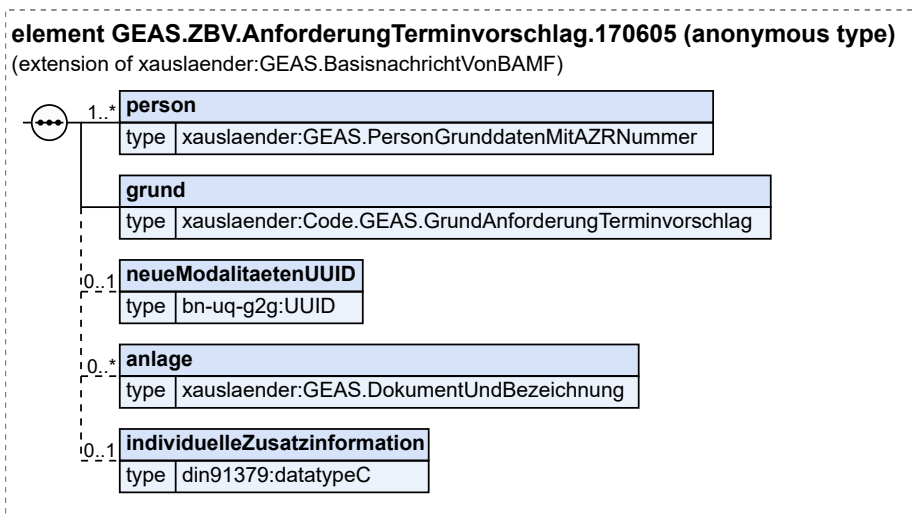 element GEAS.ZBV.AnforderungTerminvorschlag.170605 (anonymous type)
(extension of xauslaender:GEAS.BasisnachrichtVonBAMF)
1..* person
type xauslaender:GEAS.PersonGrunddatenMitAZRNummer
grund
type xauslaender:Code.GEAS.GrundAnforderungTerminvorschlag
0..1 neueModalitaetenUUID
type bn-uq-g2g:UUID
0..* anlage
type xauslaender:GEAS.DokumentUndBezeichnung
0..1 individuelleZusatzinformation
type din91379:datatypeC